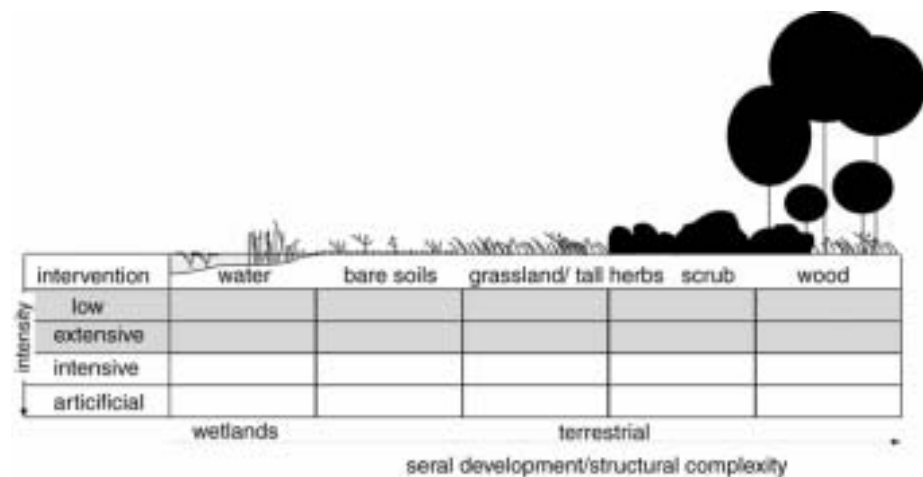 intervention water bare soils grassland/ tall herbs scrub wood
intensity
low
extensive
intensive
articificial
wetlands terrestrial
seral development/structural complexity